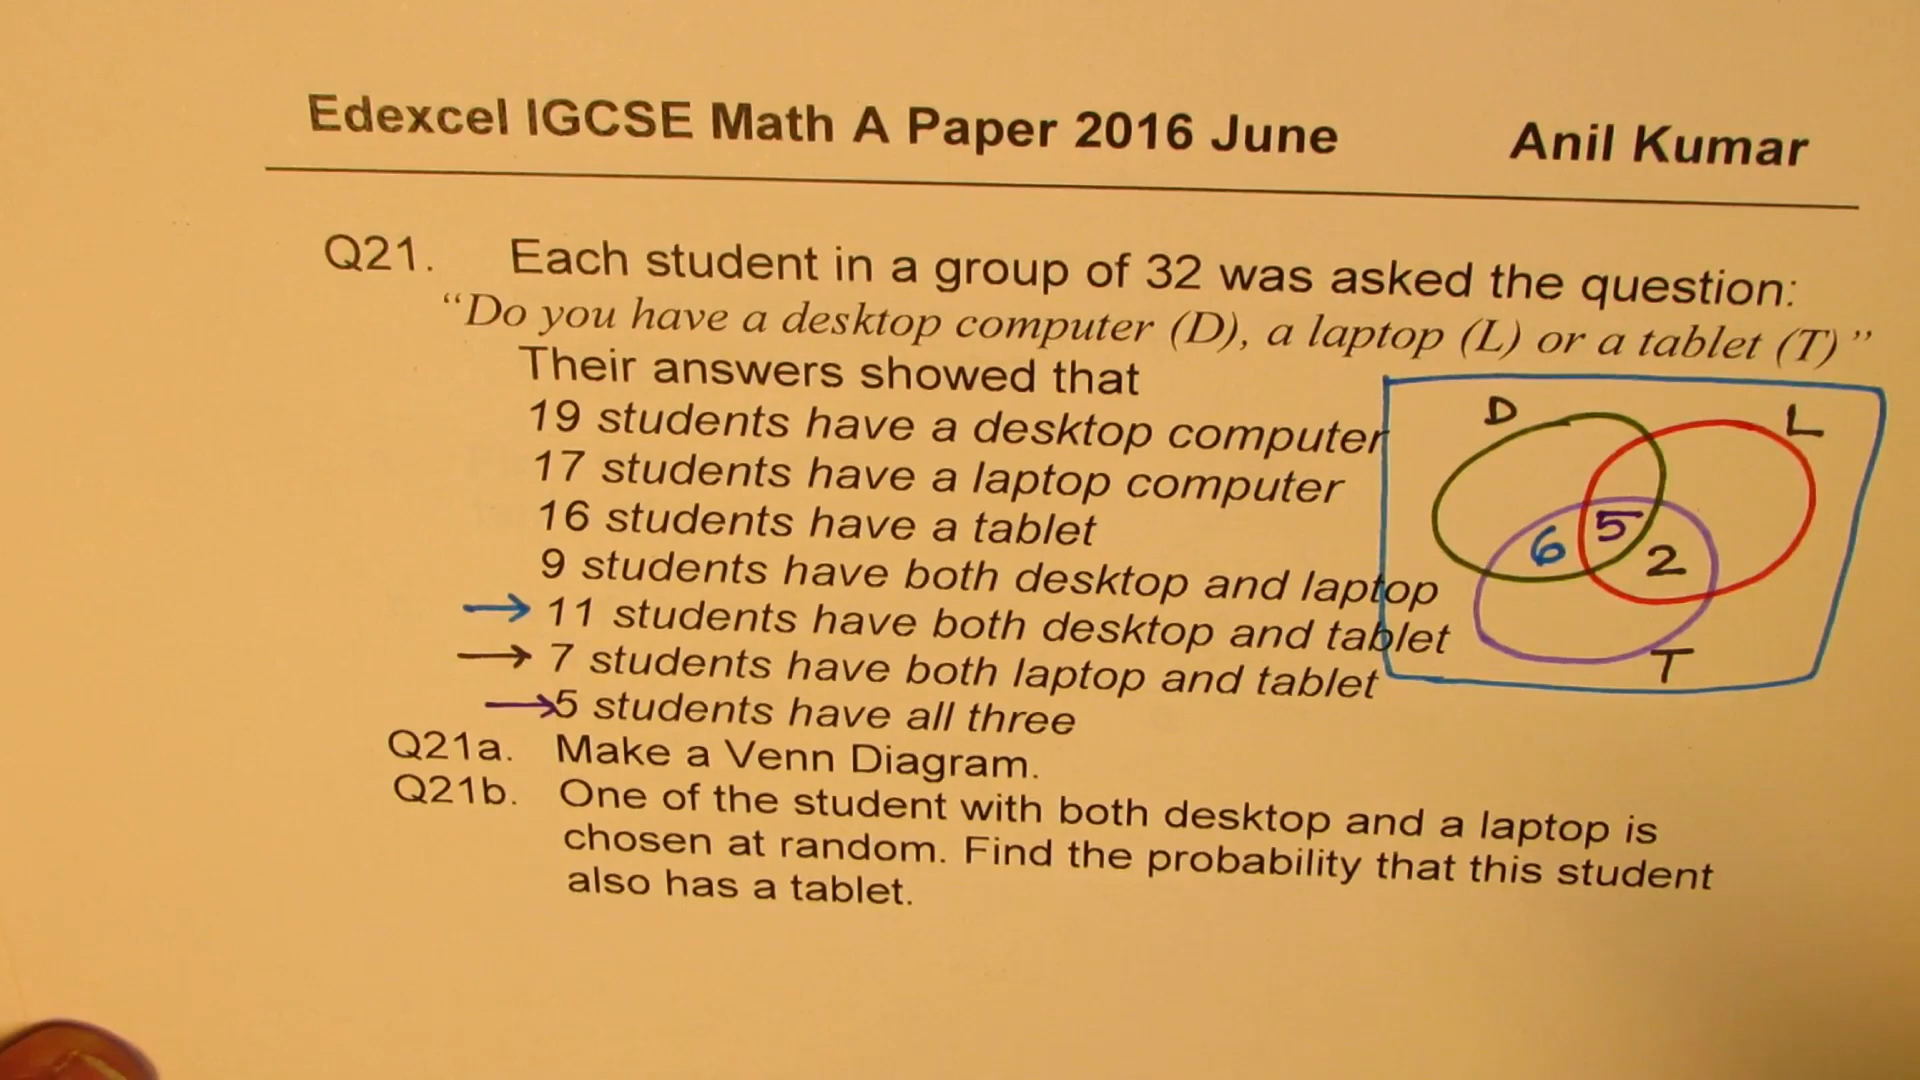 Edexcel IGCSE Math A Paper 2016 June Anil Kumar
Q21. Each student in a group of 32 was asked the question:
“Do you have a desktop computer (D), a laptop (L) or a tablet (T) ”
Their answers showed that
19 students have a desktop computer
17 students have a laptop computer
16 students have a tablet
9 students have both desktop and laptop
11 students have both desktop and tablet
7 students have both laptop and tablet
5 students have all three
Q21a. Make a Venn Diagram.
Q21b. One of the student with both desktop and a laptop is
chosen at random. Find the probability that this student
also has a tablet.
D L
5
6 2
T